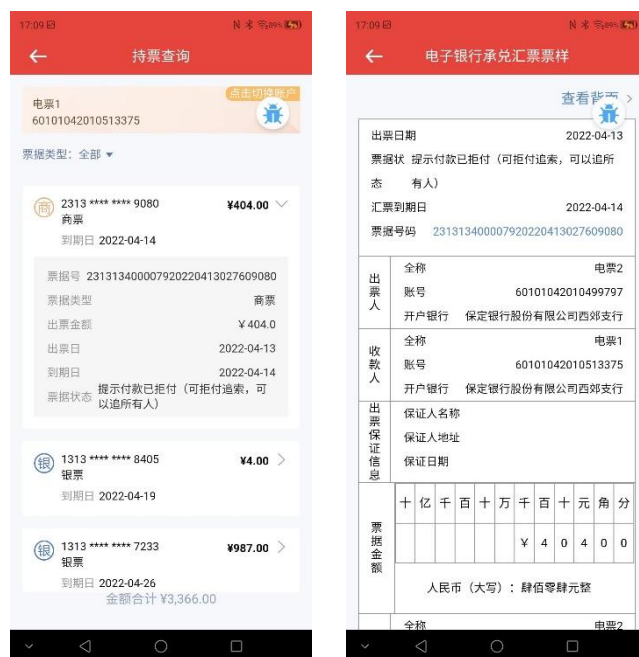 17:09
89%
持票查询
点击切换账户
电票1
60101042010513375
票据类型：全部
商
2313 **** **** 9080
¥404.00
商票
到期日 2022-04-14
票据号 231313400007920220413027609080
票据类型 商票
出票金额 ¥404.0
出票日 2022-04-13
到期日 2022-04-14
票据状态 提示付款已拒付（可拒付追索，可
以追所有人）
银
1313 **** **** 8405
¥4.00
银票
到期日 2022-04-19
银
1313 **** **** 7233
¥987.00
银票
到期日 2022-04-26
金额合计 ¥3,366.00
17:09
89%
电子银行承兑汇票票样
查看背面
出票日期 2022-04-13
票据状 提示付款已拒付（可拒付追索，可以追所
态 有人）
汇票到期日 2022-04-14
票据号码 231313400007920220413027609080
出票人
全称 电票2
账号 60101042010499797
开户银行 保定银行股份有限公司西郊支行
收款人
全称 电票1
账号 60101042010513375
开户银行 保定银行股份有限公司西郊支行
出票保证信息
保证人名称
保证人地址
保证日期
票据金额
十 亿 千 百 十 万 千 百 十 元 角 分
¥ 4 0 4 0 0
人民币（大写）：肆佰零肆元整
全称 电票2